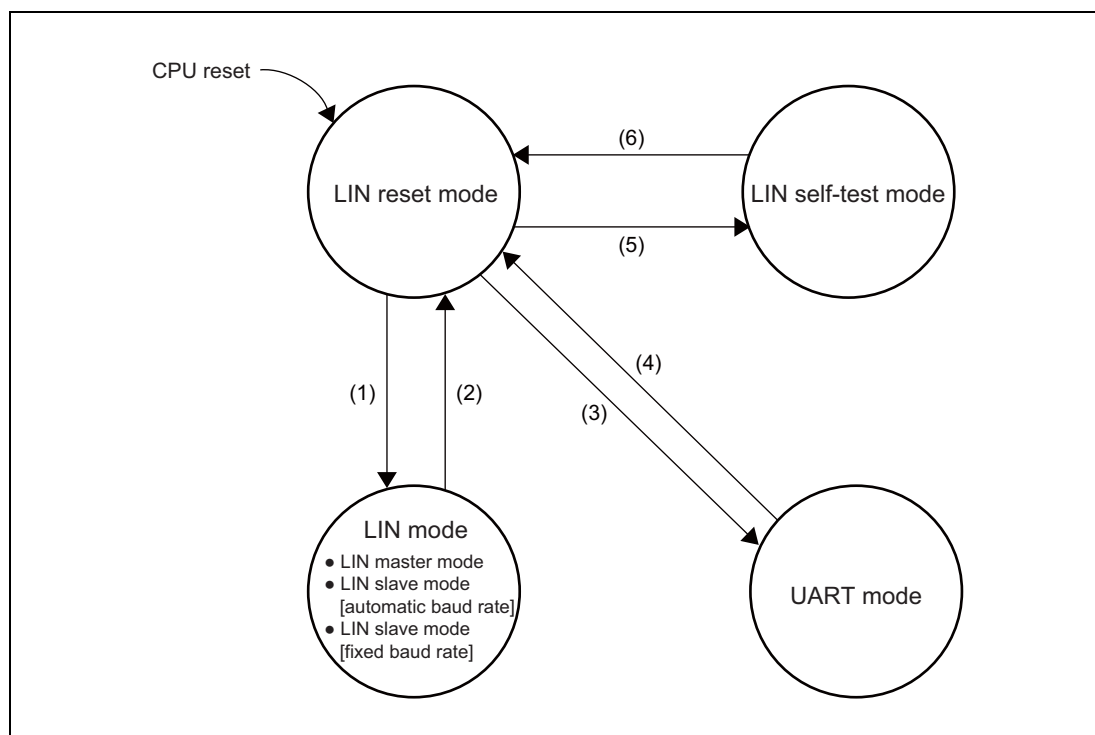 CPU reset
(6)
LIN reset mode
LIN self-test mode
(5)
(4)
(1)
(2)
(3)
LIN mode
● LIN master mode
● LIN slave mode
[automatic baud rate]
● LIN slave mode
[fixed baud rate]
UART mode